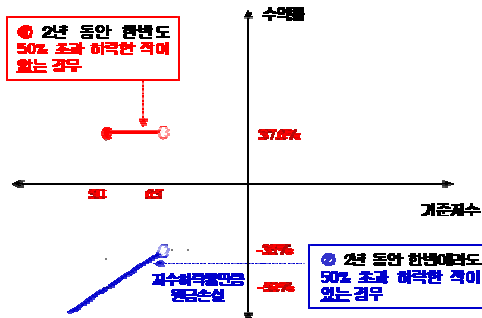 수익률
① 2년 동안 한번도
50% 초과 하락한 적이
없는 경우
37.6%
50
65
기준지수
-35%
지수하락률만큼
원금손실
-50%
② 2년 동안 한번이라도
50% 초과 하락한 적이
있는 경우